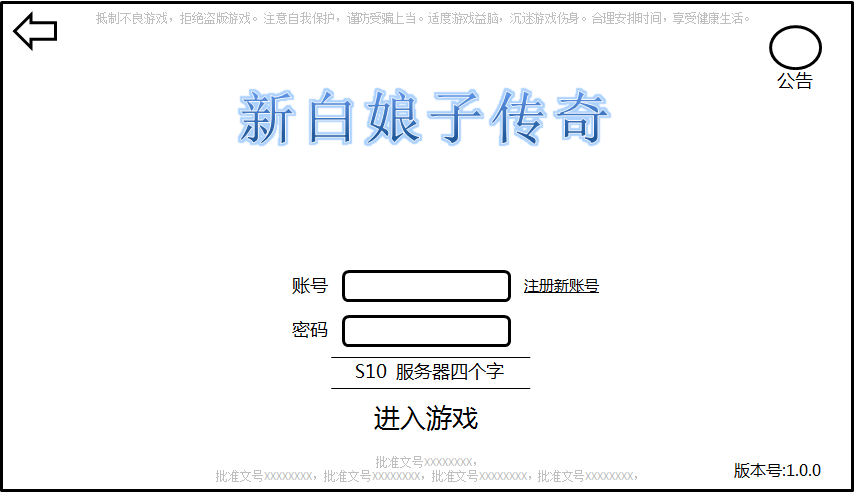 抵制不良游戏，拒绝盗版游戏。注意自我保护，谨防受骗上当。适度游戏益脑，沉迷游戏伤身。合理安排时间，享受健康生活。
公告
新白娘子传奇
账号
注册新账号
密码
S10 服务器四个字
进入游戏
批准文号XXXXXXXX，
批准文号XXXXXXXX，批准文号XXXXXXXX，批准文号XXXXXXXX，批准文号XXXXXXXX，
版本号:1.0.0